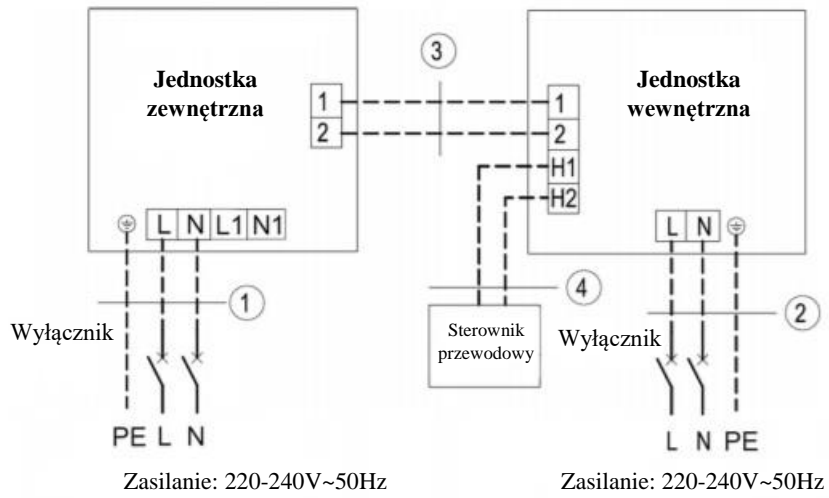 Jednostka
zewnętrzna
1
2
L N L1 N1
1
Wyłącznik
PE L N
Zasilanie: 220-240V~50Hz
3
Jednostka
wewnętrzna
1
2
H1
H2
4
Sterownik
przewodowy
L N
2
Wyłącznik
L N PE
Zasilanie: 220-240V~50Hz